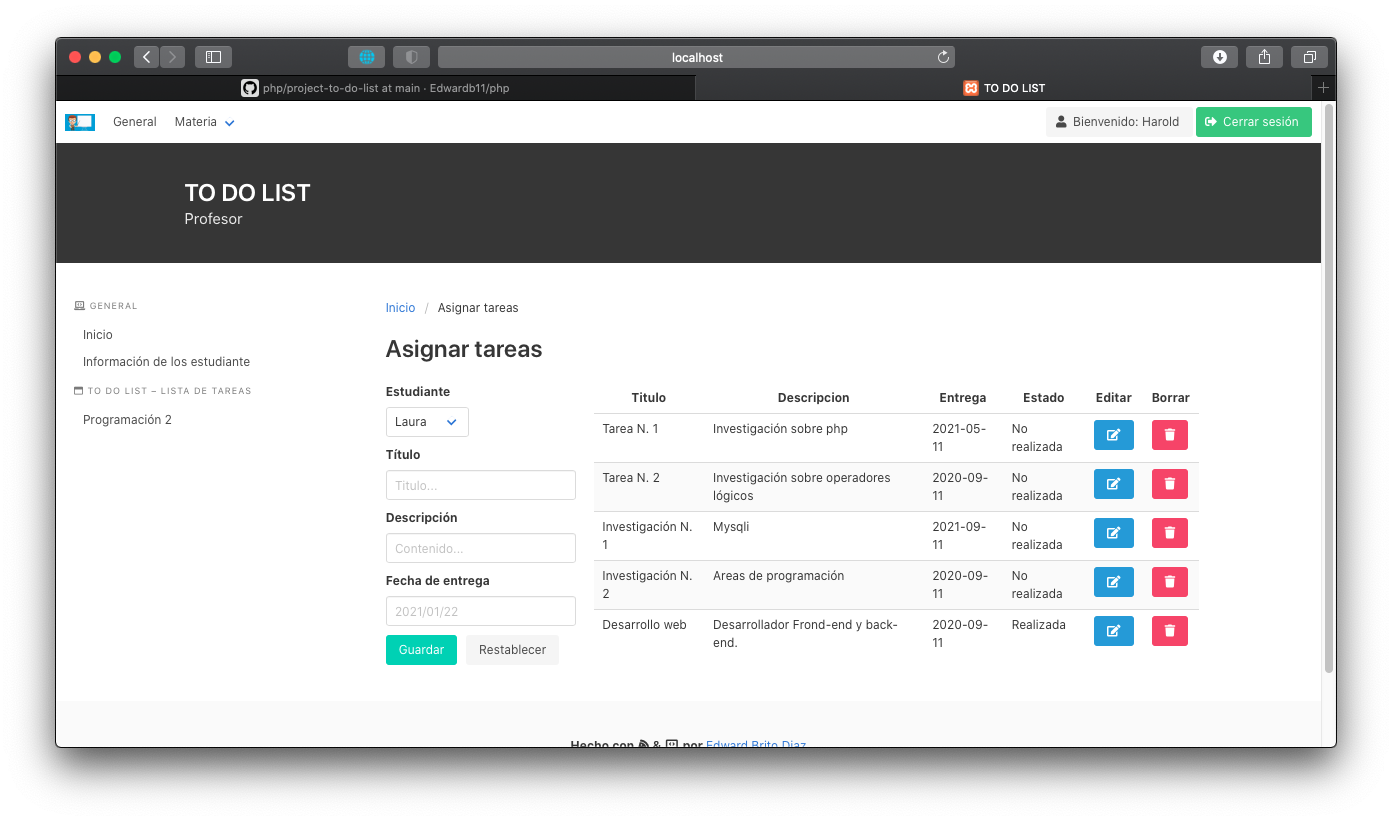 localhost
php/project-to-do-list at main · Edwardb11/php
TO DO LIST
General
Materia
Bienvenido: Harold
Cerrar sesión
TO DO LIST
Profesor
GENERAL
Inicio
Información de los estudiante
TO DO LIST – LISTA DE TAREAS
Programación 2
Inicio / Asignar tareas
Asignar tareas
Estudiante
Laura
Título
Titulo...
Descripción
Contenido...
Fecha de entrega
2021/01/22
Guardar
Restablecer
Titulo Descripcion Entrega Estado Editar Borrar
Tarea N. 1 Investigación sobre php 2021-05- No
11 realizada
Tarea N. 2 Investigación sobre operadores 2020-09- No
lógicos 11 realizada
Investigación N. Mysqli 2021-09- No
1 11 realizada
Investigación N. Areas de programación 2020-09- No
2 11 realizada
Desarrollo web Desarrollador Frond-end y back- 2020-09- Realizada
end. 11
Hecho con & por Edward Brito Diaz